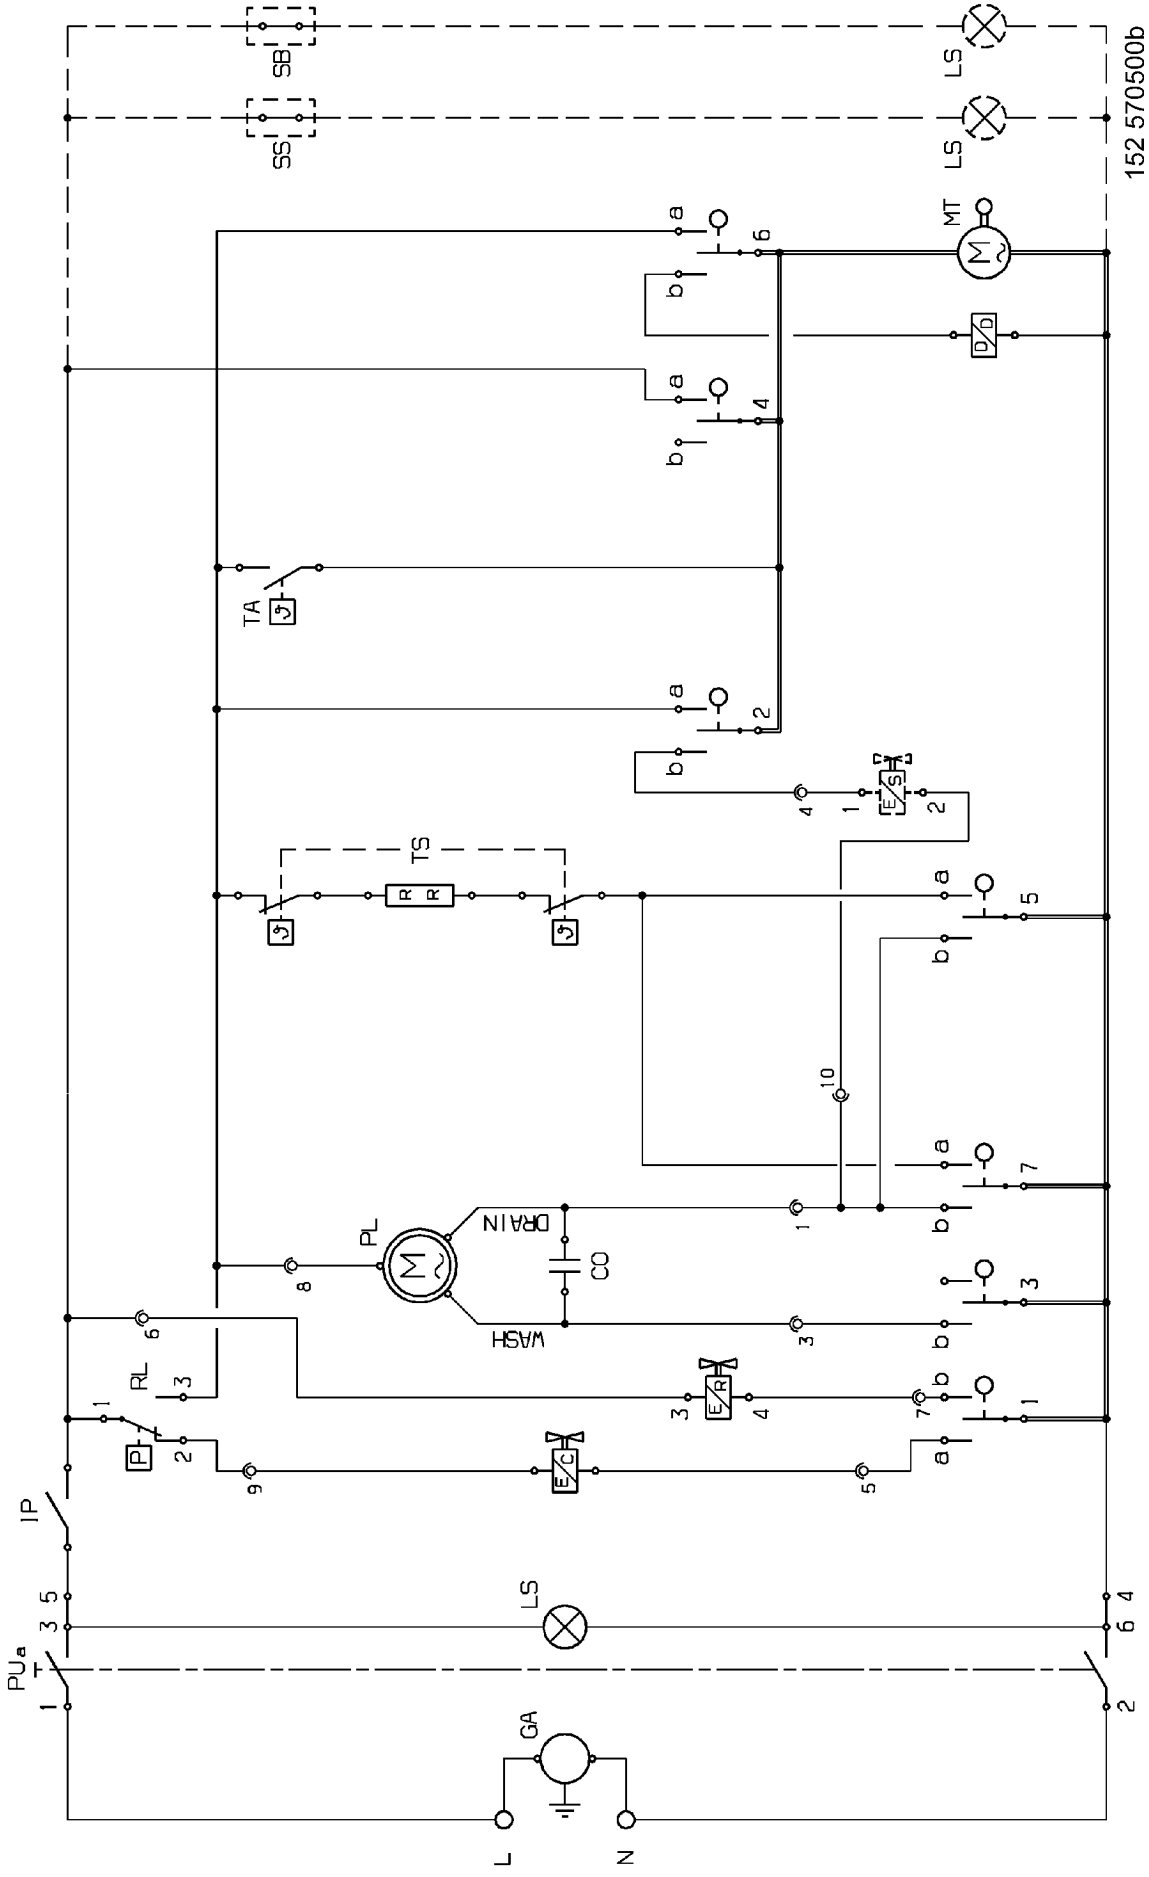 SB
LS
SS
LS
152 570500b
a
6
b
MT
D D
a
4
b
TA
ϑ
a
2
b
4
1
E S
2
TS
ϑ
R R
ϑ
a
5
b
10
a
7
b
PL
M
DRAIN
1
8
CO
WASH
3
3
b
6
RL
3
1
P
2
3
E R
4
7
b
1
a
9
E C
5
IP
5
3
LS
4
6
PUa
1
2
GA
L
N
M